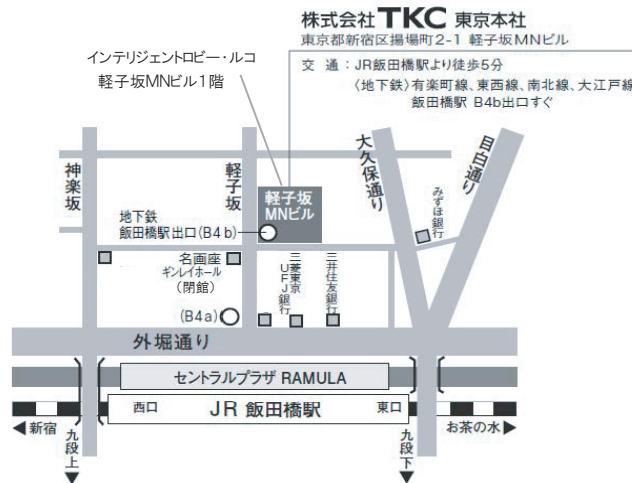 株式会社 TKC 東京本社
東京都新宿区揚場町2-1 軽子坂MNビル
交 通：JR飯田橋駅より徒歩5分
〈地下鉄〉有楽町線、東西線、南北線、大江戸線
飯田橋駅 B4b出口すぐ
インテリジェントロビー・ルコ
軽子坂MNビル1階
神楽坂
軽子坂
大久保通り
目白通り
軽子坂
MNビル
みずほ銀行
地下鉄
飯田橋駅出口(B4b)
名画座
ギンレイホール
(閉館)
三菱東京
UFJ銀行
三井住友銀行
(B4a)
外堀通り
セントラルプラザ RAMULA
西口
JR 飯田橋駅
東口
新宿
九段上
九段下
お茶の水